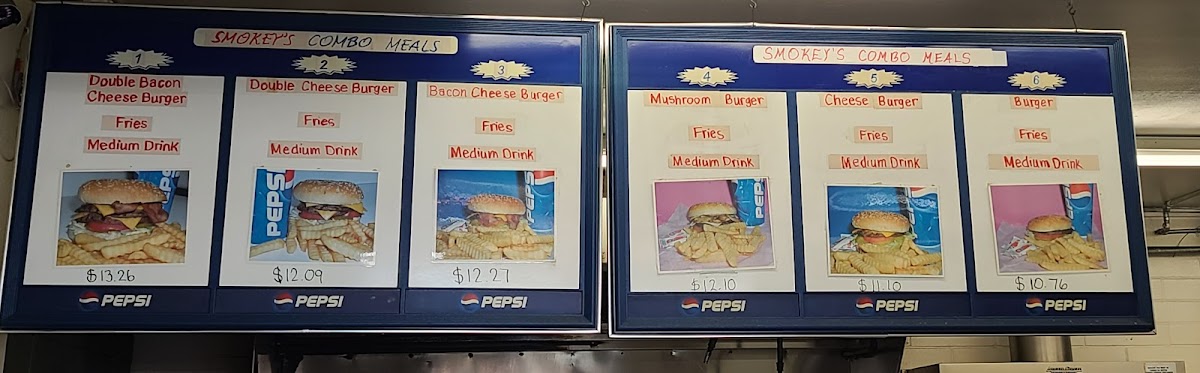 SMOKEY'S COMBO MEALS
1
Double Bacon
Cheese Burger
Fries
Medium Drink
$13.26
PEPSI
2
Double Cheese Burger
Fries
Medium Drink
PEPSI
$12.09
PEPSI
3
Bacon Cheese Burger
Fries
Medium Drink
$12.27
PEPSI
SMOKEY'S COMBO MEALS
4
Mushroom Burger
Fries
Medium Drink
PEPS
$12.10
PEPSI
5
Cheese Burger
Fries
Medium Drink
$11.10
PEPSI
6
Burger
Fries
Medium Drink
$10.76
PEPSI